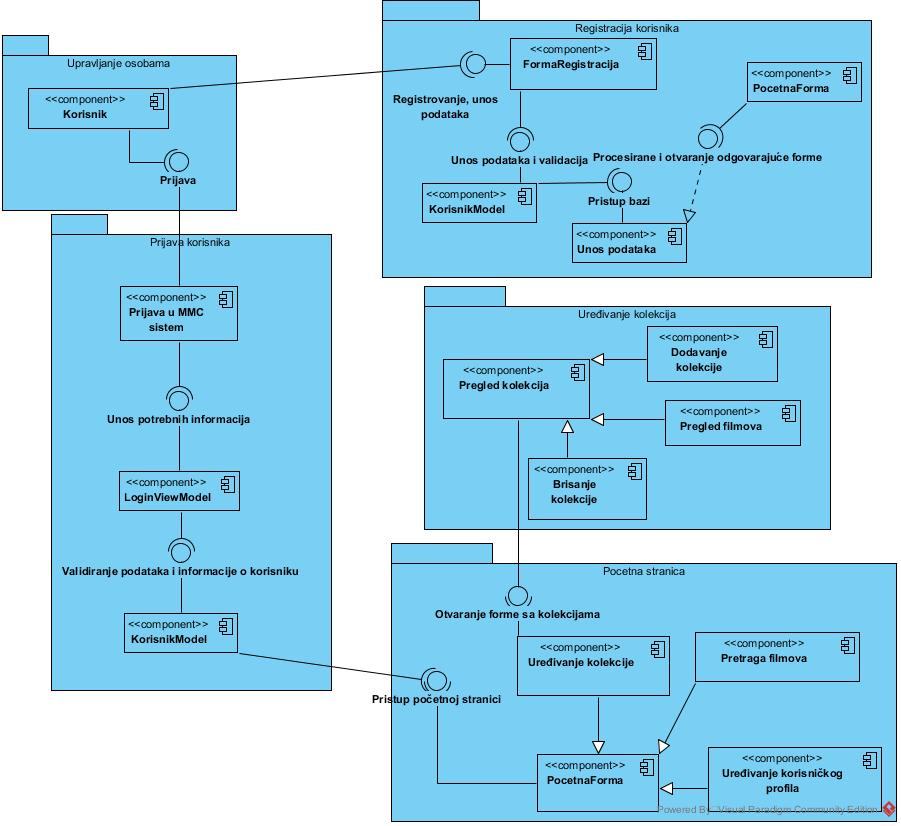 Upravljanje osobama
<<component>>
Korisnik
Prijava
Registracija korisnika
<<component>>
FormaRegistracija
Registrovanje, unos
podataka
<<component>>
PocetnaForma
Unos podataka i validacija
Procesirane i otvaranje odgovarajuće forme
<<component>>
KorisnikModel
Pristup bazi
<<component>>
Unos podataka
Prijava korisnika
<<component>>
Prijava u MMC
sistem
Unos potrebnih informacija
<<component>>
LoginViewModel
Validiranje podataka i informacije o korisniku
<<component>>
KorisnikModel
Uređivanje kolekcija
<<component>>
Pregled kolekcija
<<component>>
Dodavanje
kolekcije
<<component>>
Pregled filmova
<<component>>
Brisanje
kolekcije
Pocetna stranica
Otvaranje forme sa kolekcijama
<<component>>
Uređivanje kolekcije
<<component>>
Pretraga filmova
Pristup početnoj stranici
<<component>>
PocetnaForma
<<component>>
Uređivanje korisničkog
profila
Powered By Visual Paradigm Community Edition